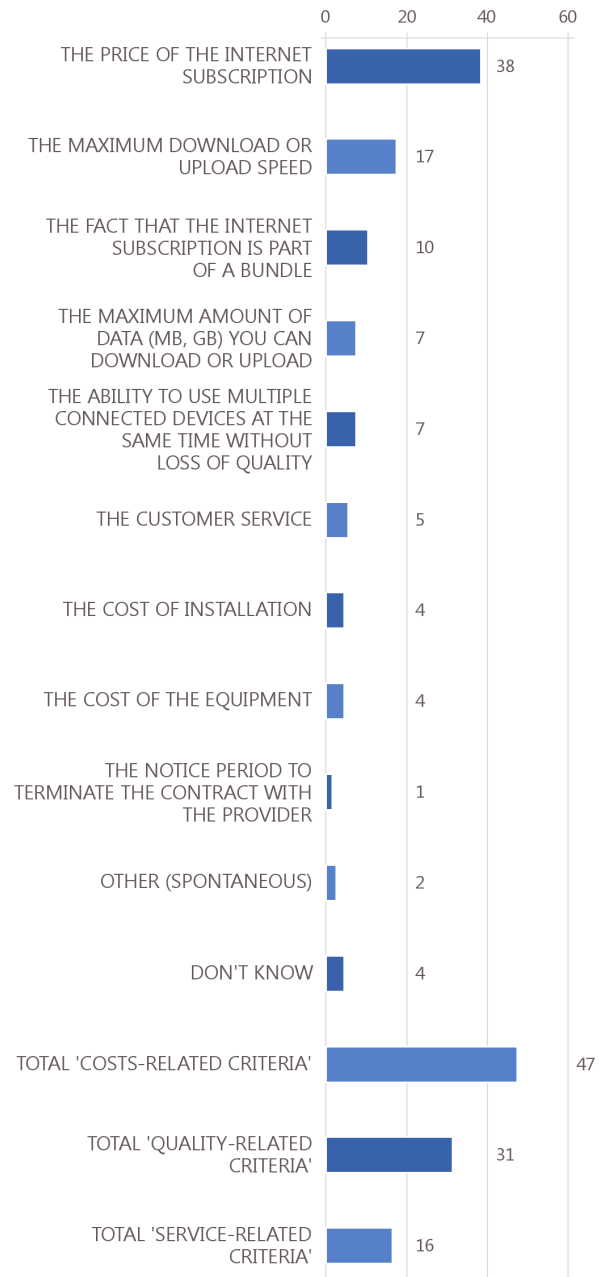 0 20 40 60
THE PRICE OF THE INTERNET
SUBSCRIPTION
38
THE MAXIMUM DOWNLOAD OR
UPLOAD SPEED
17
THE FACT THAT THE INTERNET
SUBSCRIPTION IS PART
OF A BUNDLE
10
THE MAXIMUM AMOUNT OF
DATA (MB, GB) YOU CAN
DOWNLOAD OR UPLOAD
7
THE ABILITY TO USE MULTIPLE
CONNECTED DEVICES AT THE
SAME TIME WITHOUT
LOSS OF QUALITY
7
THE CUSTOMER SERVICE
5
THE COST OF INSTALLATION
4
THE COST OF THE EQUIPMENT
4
THE NOTICE PERIOD TO
TERMINATE THE CONTRACT WITH
THE PROVIDER
1
OTHER (SPONTANEOUS)
2
DON'T KNOW
4
TOTAL 'COSTS-RELATED CRITERIA'
47
TOTAL 'QUALITY-RELATED
CRITERIA'
31
TOTAL 'SERVICE-RELATED
CRITERIA'
16